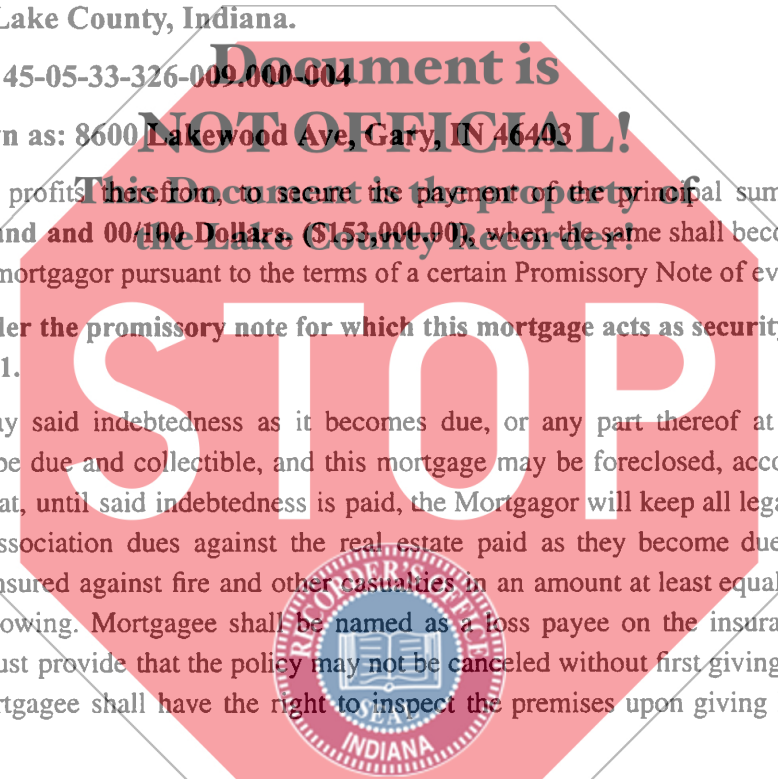 Lake County, Indiana.
Document is
45-05-33-326-009.000-004
NOT OFFICIAL!
n as: 8600 Lakewood Ave, Gary, IN 46403
This Document is the property of
profits therefrom, to secure the payment of the principal sum
the Lake County Recorder!
and 00/100 Dollars. ($153,000.00), when the same shall beco
mortgagor pursuant to the terms of a certain Promissory Note of ev
der the promissory note for which this mortgage acts as security
1.
STOP
ay said indebtedness as it becomes due, or any part thereof at
be due and collectible, and this mortgage may be foreclosed, acco
at, until said indebtedness is paid, the Mortgagor will keep all lega
ssociation dues against the real estate paid as they become due
nsured against fire and other casualties in an amount at least equal
owing. Mortgagee shall be named as a loss payee on the insura
ust provide that the policy may not be canceled without first giving
rtgagee shall have the right to inspect the premises upon giving
RECORDER'S OFFICE
SEAL
INDIANA